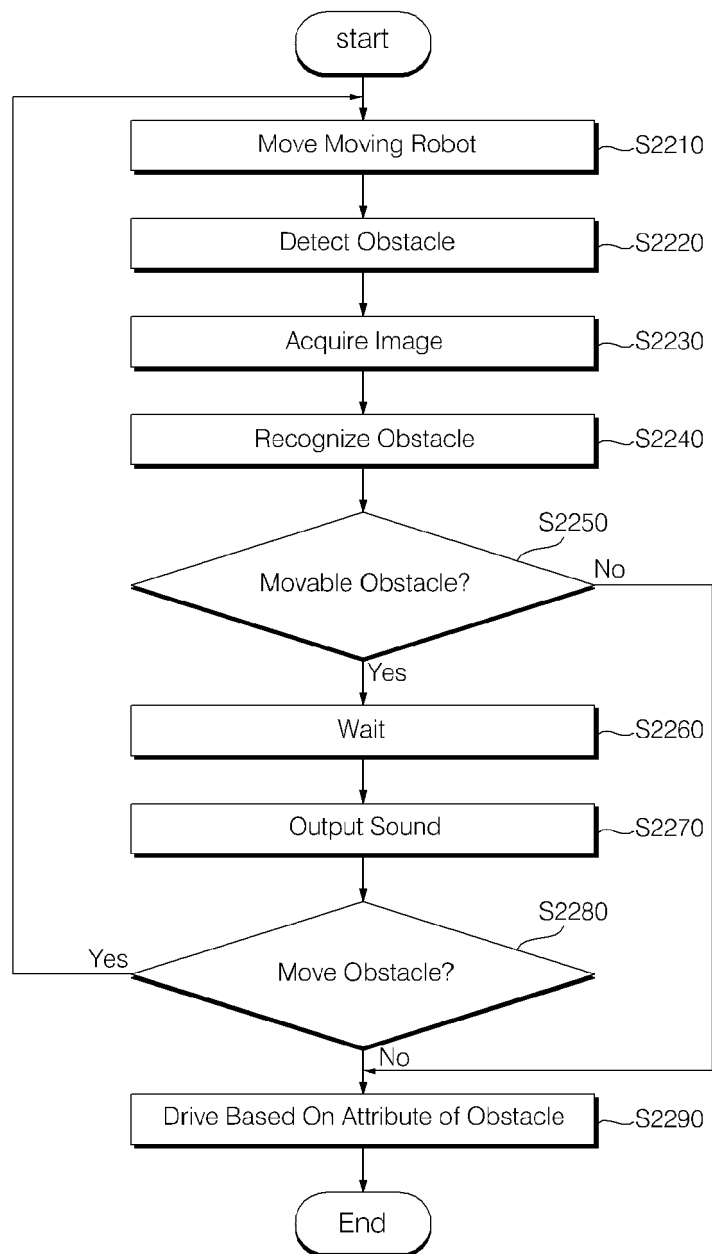 start
Move Moving Robot
S2210
Detect Obstacle
S2220
Acquire Image
S2230
Recognize Obstacle
S2240
S2250
Movable Obstacle?
No
Yes
Wait
S2260
Output Sound
S2270
S2280
Yes
Move Obstacle?
No
Drive Based On Attribute of Obstacle
S2290
End